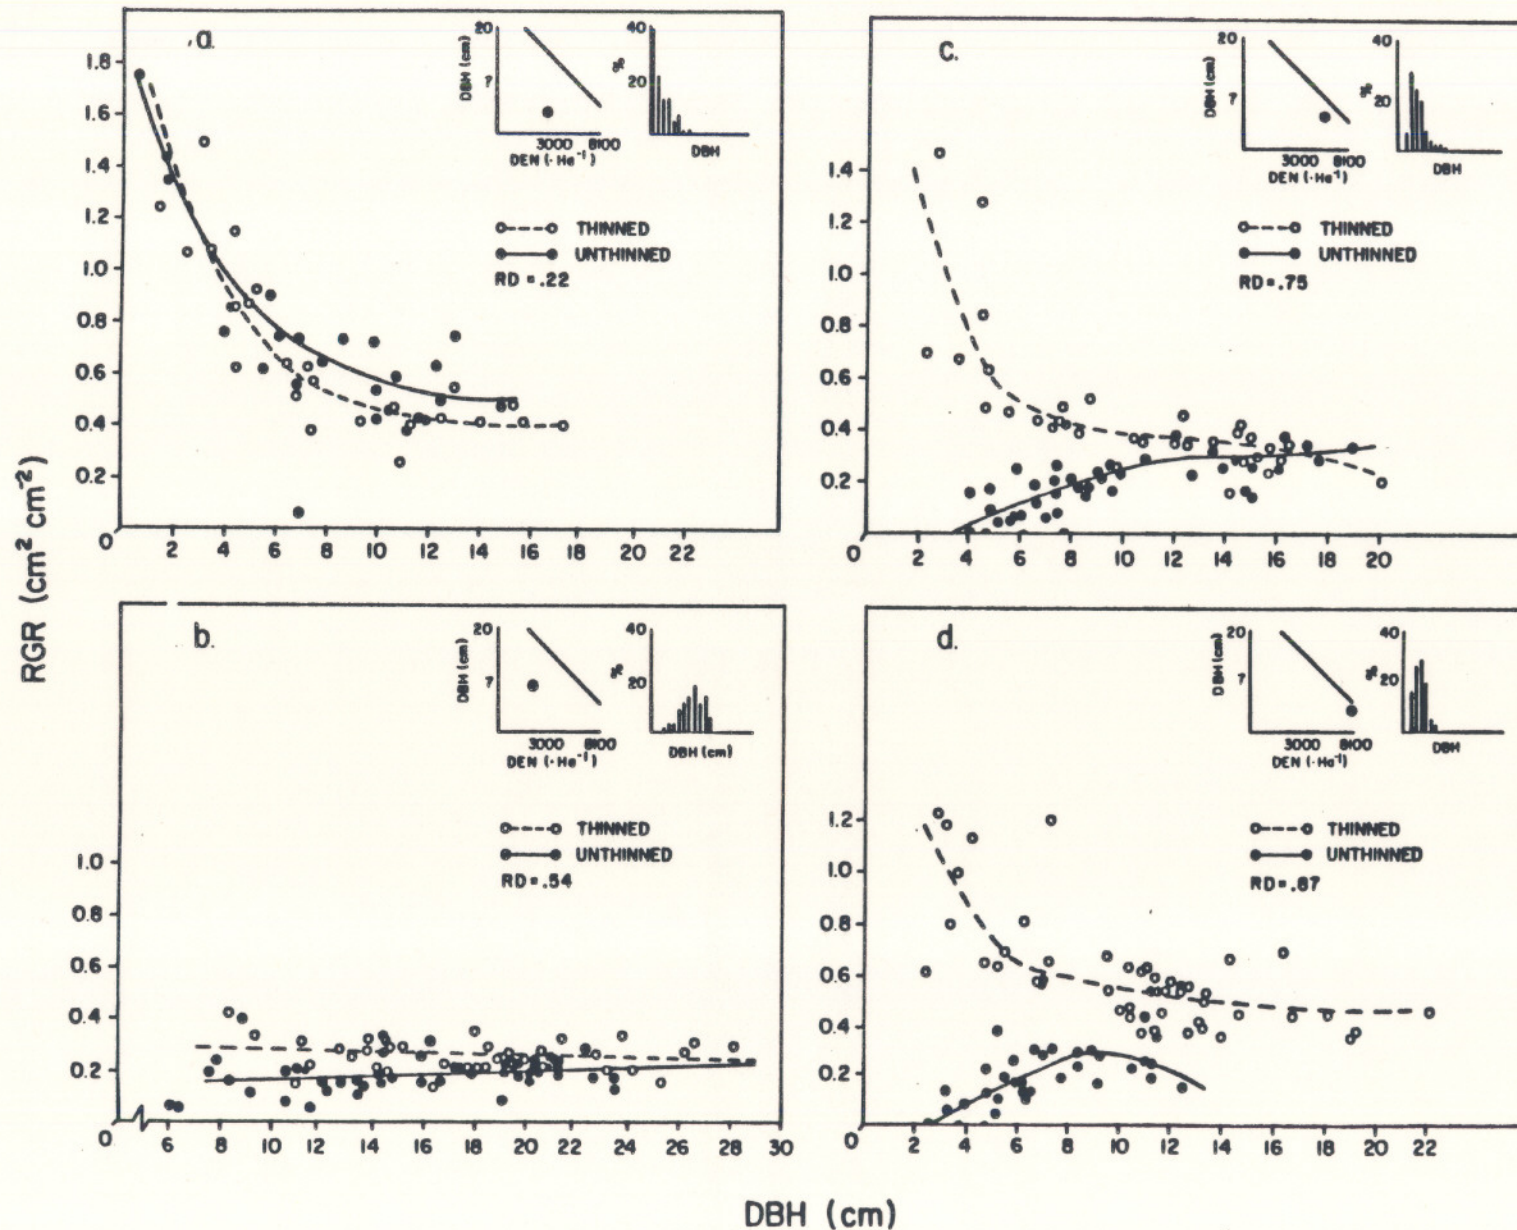 RGR (cm² cm⁻²)
a.
20
DBH (cm)
7
3000 8100
DEN (·Ha⁻¹)
40
%
20
DBH
THINNED
UNTHINNED
RD = .22
1.8
1.6
1.4
1.2
1.0
0.8
0.6
0.4
0.2
0
2 4 6 8 10 12 14 16 18 20 22
c.
20
DBH (cm)
7
3000 8100
DEN (·Ha⁻¹)
40
%
20
DBH
THINNED
UNTHINNED
RD = .75
1.4
1.2
1.0
0.8
0.6
0.4
0.2
0
2 4 6 8 10 12 14 16 18 20
b.
20
DBH (cm)
7
3000 8100
DEN (·Ha⁻¹)
40
%
20
DBH (cm)
THINNED
UNTHINNED
RD = .54
1.0
0.8
0.6
0.4
0.2
0
6 8 10 12 14 16 18 20 22 24 26 28 30
d.
20
DBH (cm)
7
3000 8100
DEN (·Ha⁻¹)
40
%
20
DBH
THINNED
UNTHINNED
RD = .87
1.2
1.0
0.8
0.6
0.4
0.2
0
2 4 6 8 10 12 14 16 18 20 22
DBH (cm)